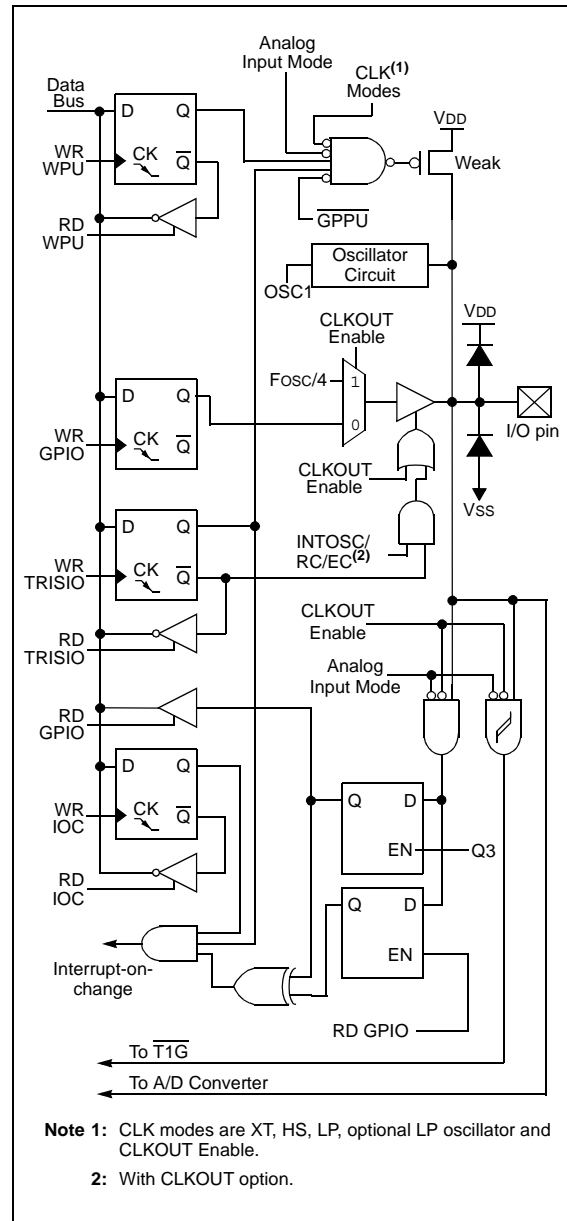 Analog
Input Mode
CLK(1)
Modes
Data
Bus
D Q
VDD
WR
WPU
CK Q
Weak
RD
WPU
GPPU
Oscillator
Circuit
OSC1
CLKOUT
Enable
VDD
FOSC/4
1
D Q
0
I/O pin
WR
GPIO
CK Q
CLKOUT
Enable
VSS
D Q
INTOSC/
RC/EC(2)
WR
TRISIO
CK Q
CLKOUT
Enable
RD
TRISIO
Analog
Input Mode
RD
GPIO
D Q
Q D
WR
IOC
CK Q
EN
Q3
RD
IOC
Q D
EN
Interrupt-on-
change
RD GPIO
To T1G
To A/D Converter
Note 1: CLK modes are XT, HS, LP, optional LP oscillator and
CLKOUT Enable.
2: With CLKOUT option.